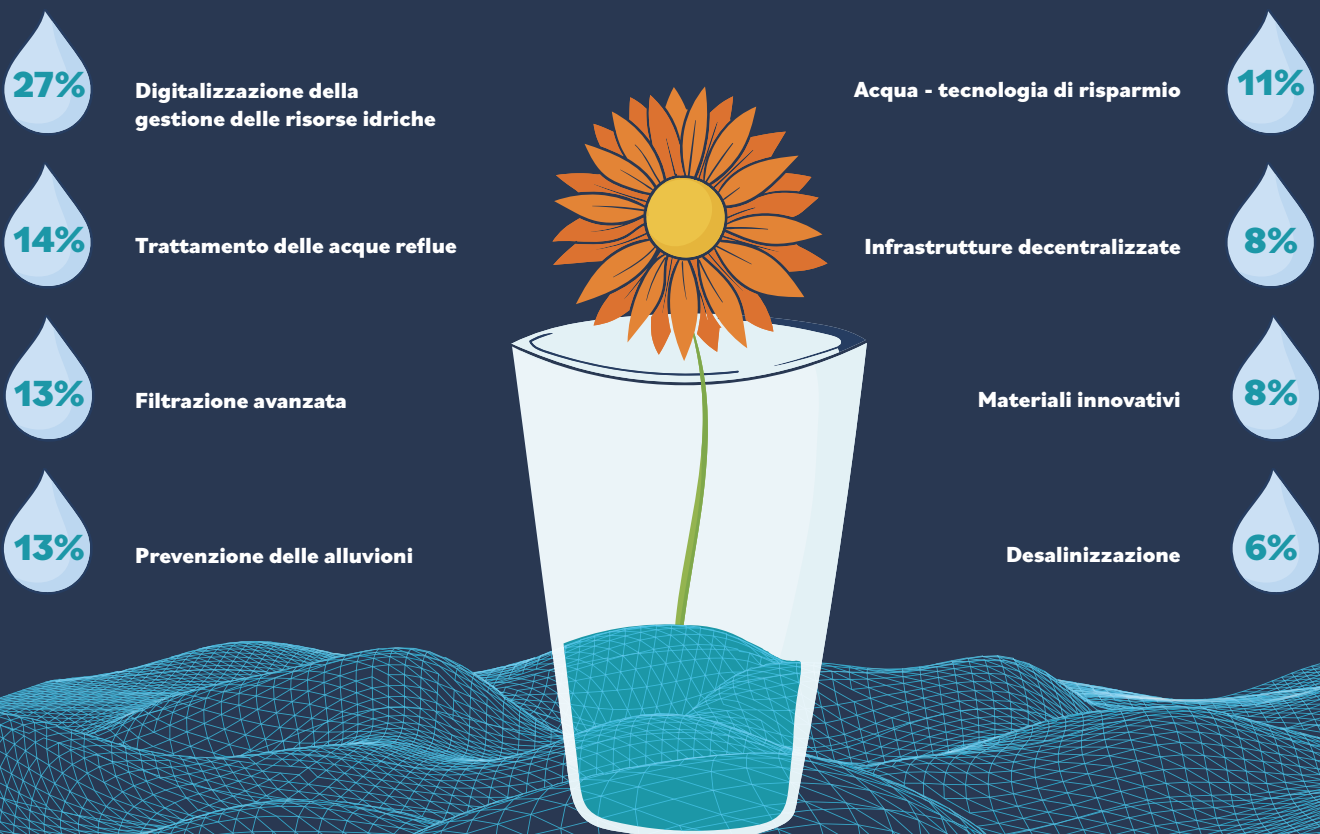 27%
Digitalizzazione della
gestione delle risorse idriche
14%
Trattamento delle acque reflue
13%
Filtrazione avanzata
13%
Prevenzione delle alluvioni
Acqua - tecnologia di risparmio
11%
Infrastrutture decentralizzate
8%
Materiali innovativi
8%
Desalinizzazione
6%